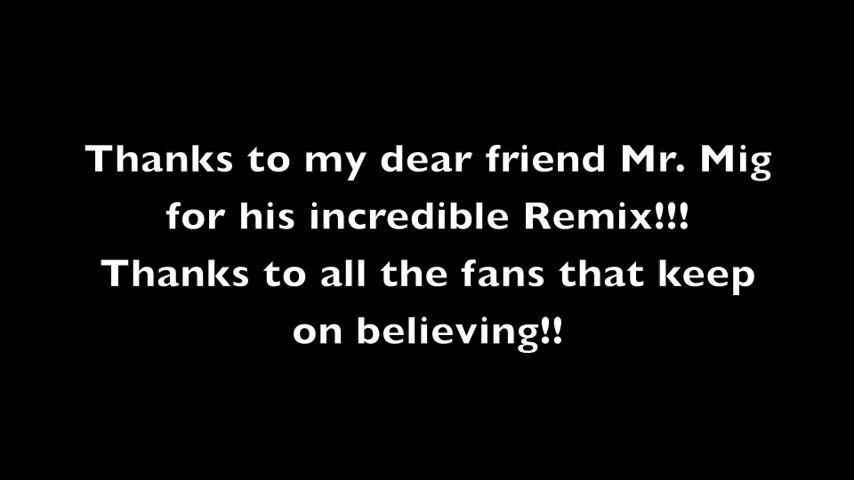 Thanks to my dear friend Mr. Mig
for his incredible Remix!!!
Thanks to all the fans that keep
on believing!!